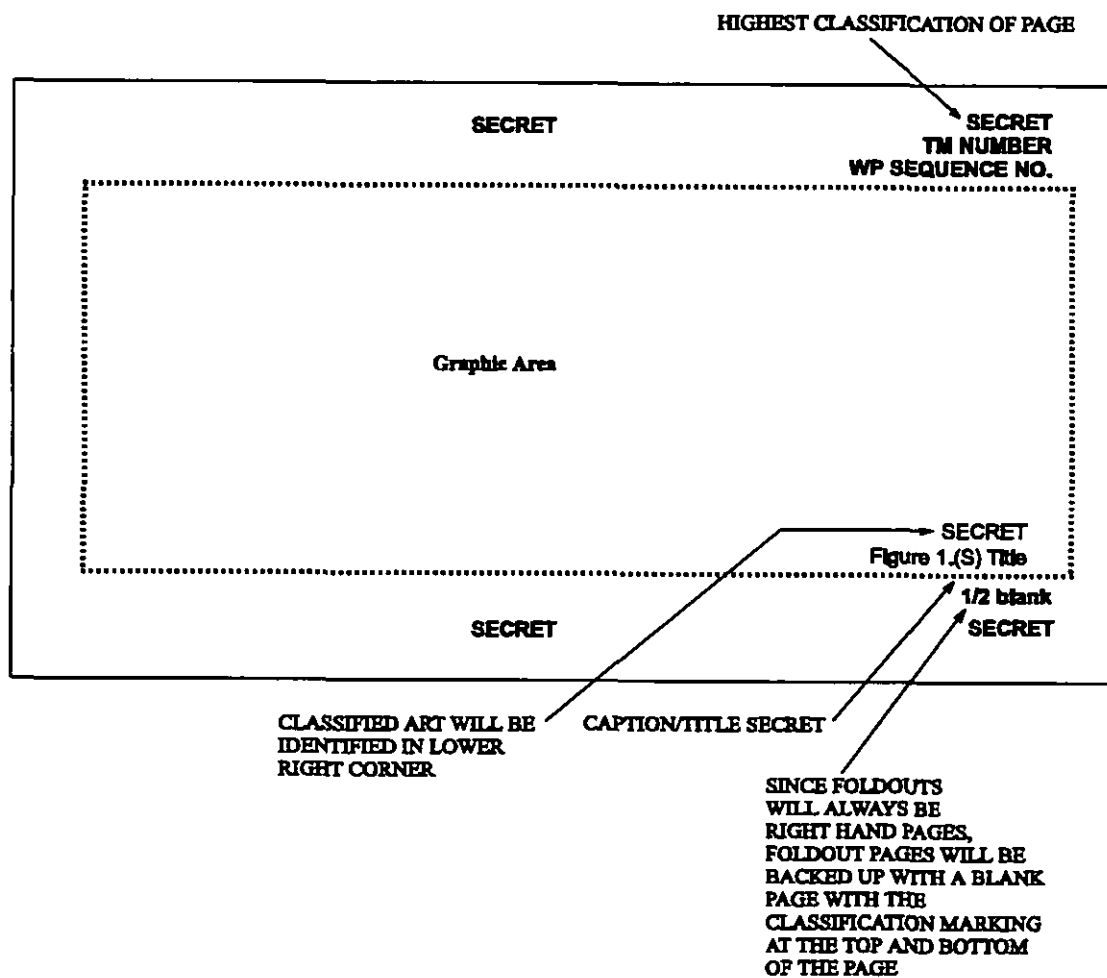 HIGHEST CLASSIFICATION OF PAGE
SECRET
SECRET
TM NUMBER
WP SEQUENCE NO.
Graphic Area
SECRET
Figure 1.(S) Title
1/2 blank
SECRET
SECRET
CLASSIFIED ART WILL BE
IDENTIFIED IN LOWER
RIGHT CORNER
CAPTION/TITLE SECRET
SINCE FOLDOUTS
WILL ALWAYS BE
RIGHT HAND PAGES,
FOLDOUT PAGES WILL BE
BACKED UP WITH A BLANK
PAGE WITH THE
CLASSIFICATION MARKING
AT THE TOP AND BOTTOM
OF THE PAGE